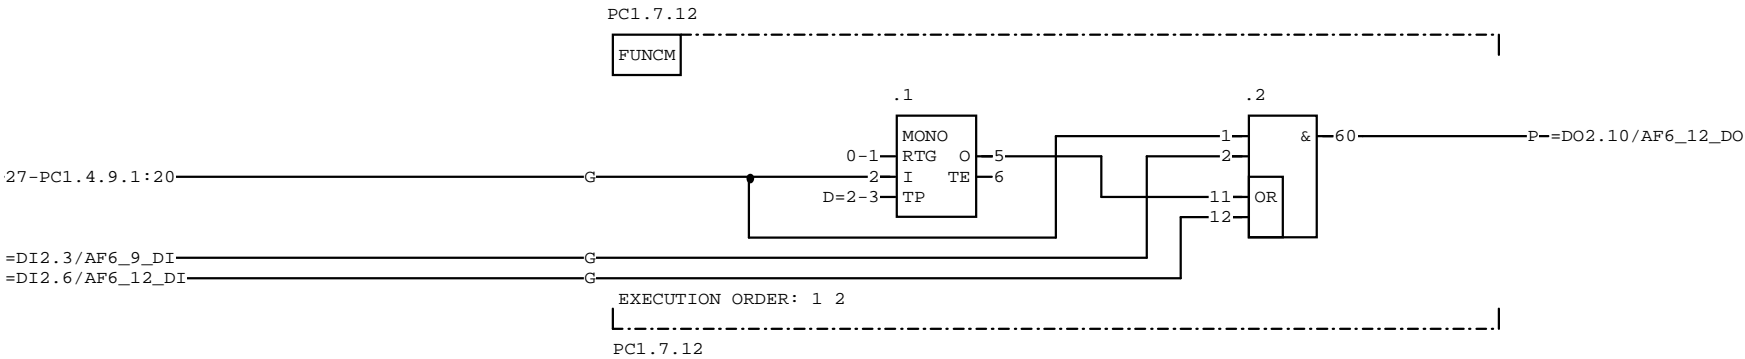 PC1.7.12
FUNCM
.1 .2
MONO 1 & 60 P =DO2.10/AF6_12_DO
0-1 RTG O 5 2
27-PC1.4.9.1:20 G 2 I TE 6
D=2-3 TP 11 OR
12
=DI2.3/AF6_9_DI G
=DI2.6/AF6_12_DI G
EXECUTION ORDER: 1 2
PC1.7.12